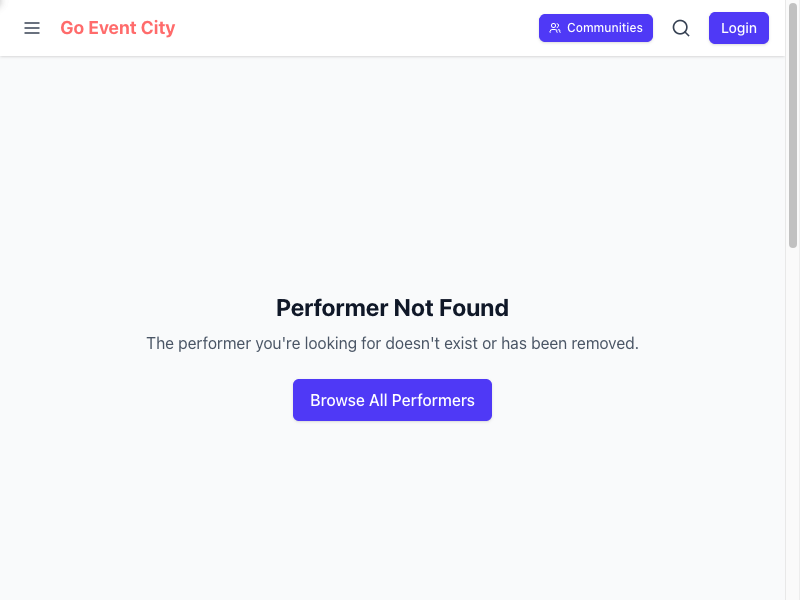 Go Event City
Communities
Login
Performer Not Found
The performer you're looking for doesn't exist or has been removed.
Browse All Performers